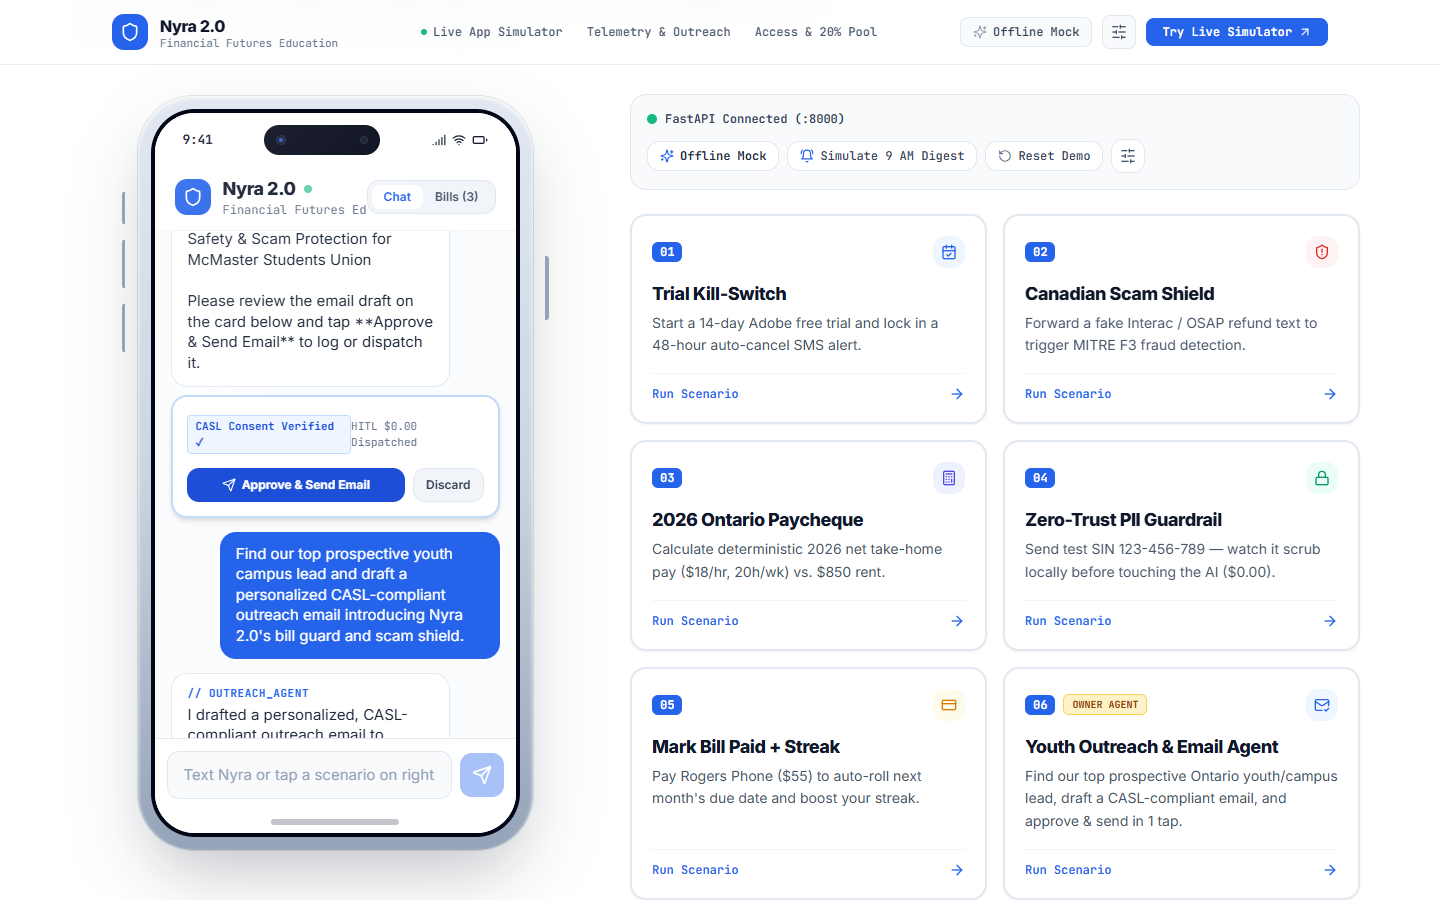 Nyra 2.0
Financial Futures Education
Live App Simulator
Telemetry & Outreach
Access & 20% Pool
Offline Mock
Try Live Simulator
9:41
Nyra 2.0
Financial Futures Ed
Chat
Bills (3)
Safety & Scam Protection for
McMaster Students Union
Please review the email draft on
the card below and tap **Approve
& Send Email** to log or dispatch
it.
CASL Consent Verified
✓
HITL $0.00
Dispatched
Approve & Send Email
Discard
Find our top prospective youth
campus lead and draft a
personalized CASL-compliant
outreach email introducing Nyra
2.0's bill guard and scam shield.
// OUTREACH_AGENT
I drafted a personalized, CASL-
compliant outreach email to
Text Nyra or tap a scenario on right
FastAPI Connected (:8000)
Offline Mock
Simulate 9 AM Digest
Reset Demo
01
Trial Kill-Switch
Start a 14-day Adobe free trial and lock in a
48-hour auto-cancel SMS alert.
Run Scenario
02
Canadian Scam Shield
Forward a fake Interac / OSAP refund text to
trigger MITRE F3 fraud detection.
Run Scenario
03
2026 Ontario Paycheque
Calculate deterministic 2026 net take-home
pay ($18/hr, 20h/wk) vs. $850 rent.
Run Scenario
04
Zero-Trust PII Guardrail
Send test SIN 123-456-789 — watch it scrub
locally before touching the AI ($0.00).
Run Scenario
05
Mark Bill Paid + Streak
Pay Rogers Phone ($55) to auto-roll next
month's due date and boost your streak.
Run Scenario
06
OWNER AGENT
Youth Outreach & Email Agent
Find our top prospective Ontario youth/campus
lead, draft a CASL-compliant email, and
approve & send in 1 tap.
Run Scenario